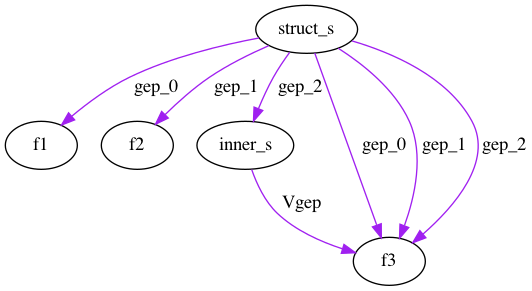 struct_s
gep_0
gep_1
gep_2
f1
f2
inner_s
gep_0
gep_1
gep_2
Vgep
f3